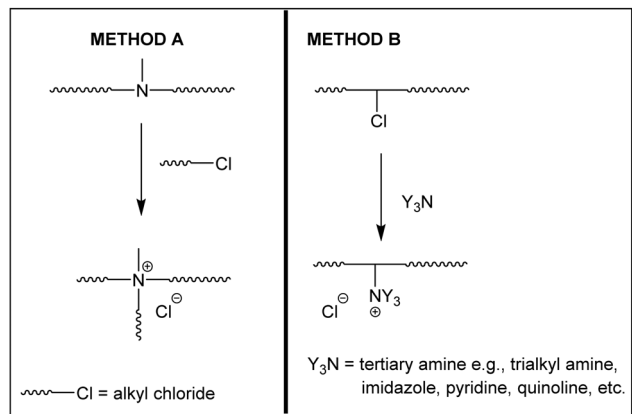 METHOD A
N
Cl
N
⊕
Cl
⊖
Cl = alkyl chloride
METHOD B
Cl
Y₃N
Cl
⊖
NY₃
⊕
Y₃N = tertiary amine e.g., trialkyl amine,
imidazole, pyridine, quinoline, etc.